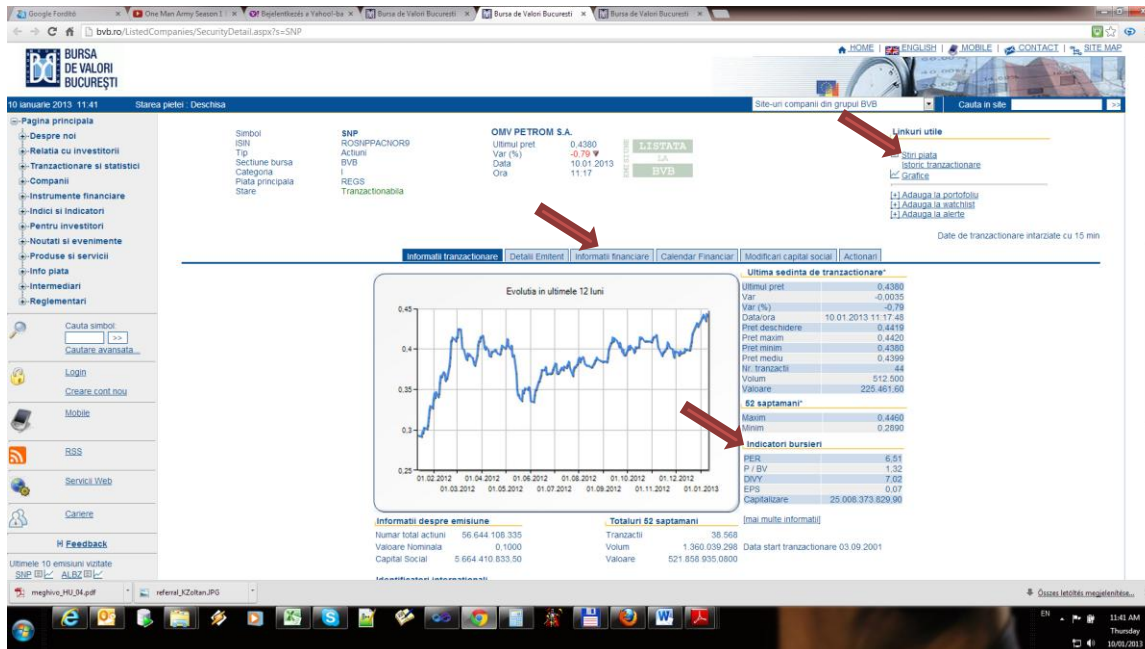 Google Fordító
One Man Army Season 1
Bejelentkezés a Yahoo!-ba
Bursa de Valori Bucuresti
Bursa de Valori Bucuresti
Bursa de Valori Bucuresti
bvb.ro/ListedCompanies/SecurityDetail.aspx?s=SNP
BURSA
DE VALORI
BUCUREȘTI
HOME | ENGLISH | MOBILE | CONTACT | SITE MAP
10 ianuarie 2013 11:41 Starea pietei : Deschisa
Site-uri companii din grupul BVB
Cauta in site >>
Pagina principala
Despre noi
Relatia cu investitorii
Tranzactionare si statistici
Companii
Instrumente financiare
Indici si Indicatori
Pentru investitori
Noutati si evenimente
Produse si servicii
Info piata
Intermediari
Reglementari
Cauta simbol:
>>
Cautare avansata...
Login
Creare cont nou
Mobile
RSS
Servicii Web
Cariere
Feedback
Ultimele 10 emisiuni vizitate
SNP ALBZ
Simbol SNP
ISIN ROSNPPACNOR9
Tip Actiuni
Sectiune bursa BVB
Categoria I
Piata principala REGS
Stare Tranzactionabila
OMV PETROM S.A.
Ultimul pret 0,4380
Var (%) -0.79
Data 10.01.2013
Ora 11:17
LISTATA
LA
BVB
Linkuri utile
Stiri piata
Istoric tranzactionare
Grafice
[+] Adauga la portofoliu
[+] Adauga la watchlist
[+] Adauga la alerte
Date de tranzactionare intarziate cu 15 min
Informatii tranzactionare Detalii Emitent Informatii financiare Calendar Financiar Modificari capital social Actionari
Evolutia in ultimele 12 luni
0,45
0,4
0,35
0,3
0,25
01.02.2012 01.04.2012 01.06.2012 01.08.2012 01.10.2012 01.12.2012
01.03.2012 01.05.2012 01.07.2012 01.09.2012 01.11.2012 01.01.2013
Ultima sedinta de tranzactionare*
Ultimul pret 0,4380
Var -0,0035
Var (%) -0,79
Data/ora 10.01.2013 11:17:48
Pret deschidere 0,4419
Pret maxim 0,4420
Pret minim 0,4380
Pret mediu 0,4399
Nr. tranzactii 44
Volum 512.500
Valoare 225.461,60
52 saptamani*
Maxim 0,4460
Minim 0,2890
Indicatori bursieri
PER 6,51
P / BV 1,32
DIVY 7,02
EPS 0,07
Capitalizare 25.008.373.829,90
[mai multe informatii]
Data start tranzactionare 03.09.2001
Informatii despre emisiune
Numar total actiuni 56.644.108.335
Valoare Nominala 0,1000
Capital Social 5.664.410.833,50
Totaluri 52 saptamani
Tranzactii 38.568
Volum 1.360.039.298
Valoare 521.858.935,0800
Identificatori internationali
meghivo_HU_04.pdf
referral_KZoltan.JPG
Összes letöltés megjelenítése...
EN
11:41 AM
Thursday
10/01/2013